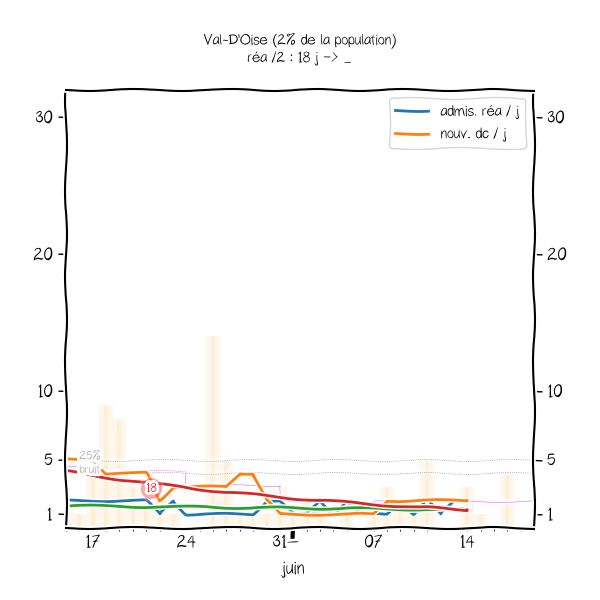 Val-D'Oise (2% de la population)
réa /2 : 18 j -> _
admis. réa / j
nouv. dc / j
30
30
20
20
10
10
5
5
1
1
25%
bruit
18
17
24
31
07
14
juin